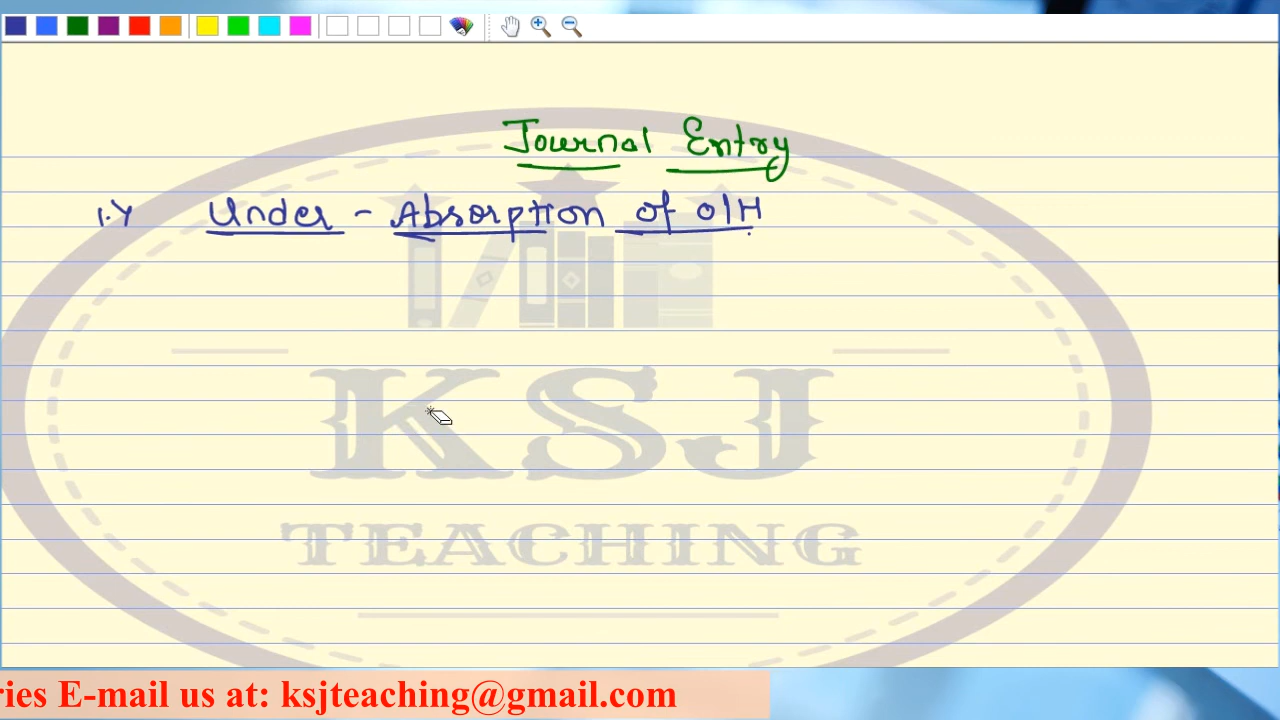 Journal Entry
1.) Under - Absorption of O/H
KSJ
TEACHING
ries E-mail us at: ksjteaching@gmail.com